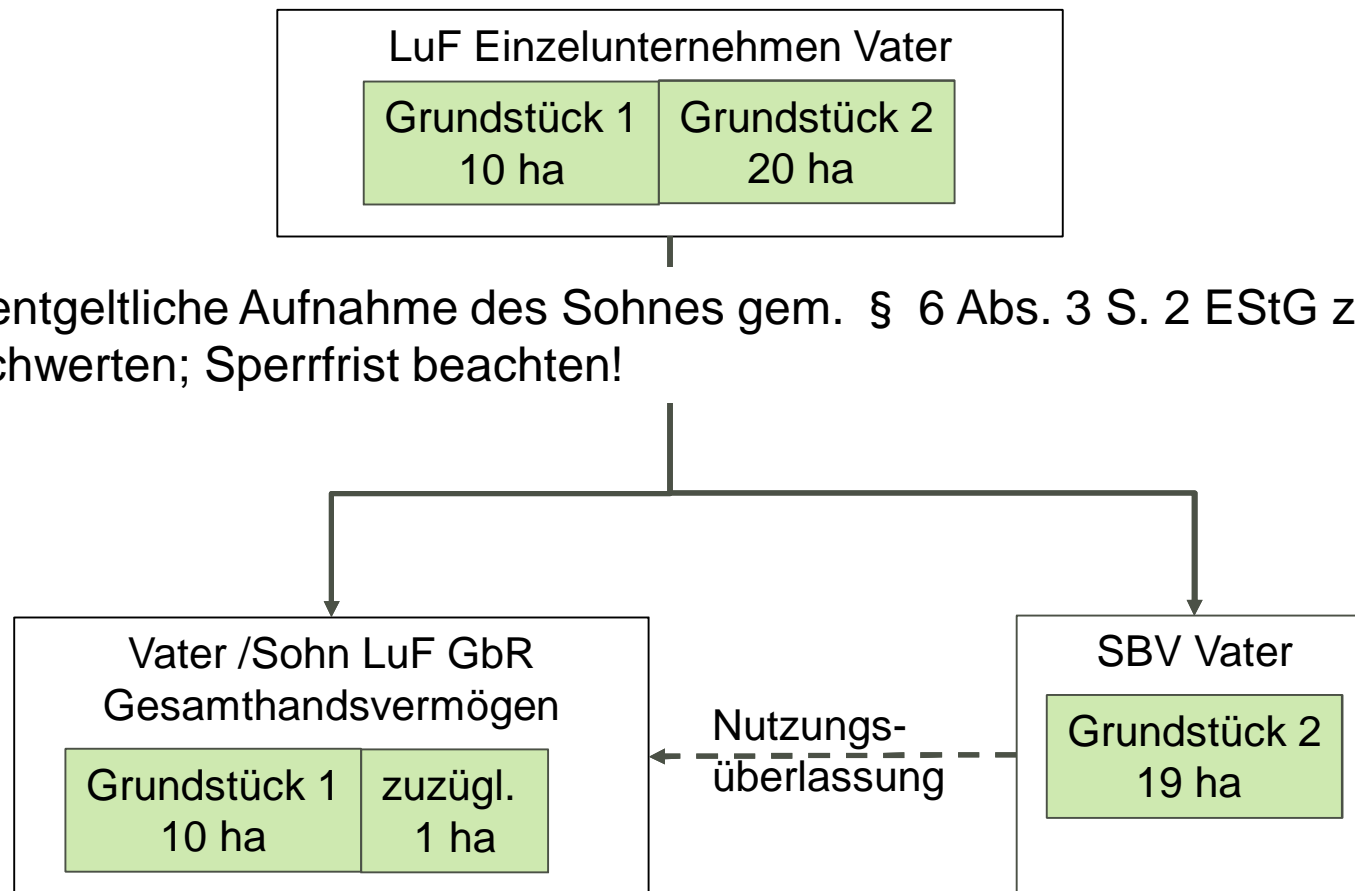 LuF Einzelunternehmen Vater
Grundstück 1
10 ha
Grundstück 2
20 ha
entgeltliche Aufnahme des Sohnes gem. § 6 Abs. 3 S. 2 EStG z
chwerten; Sperrfrist beachten!
Vater /Sohn LuF GbR
Gesamthandsvermögen
Grundstück 1
10 ha
zuzügl.
1 ha
Nutzungs-
überlassung
SBV Vater
Grundstück 2
19 ha